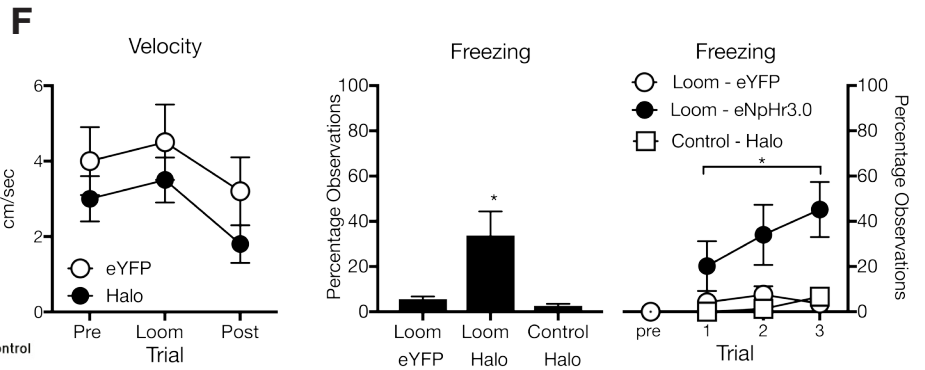 F
Velocity
6
4
2
0
cm/sec
eYFP
Halo
Pre Loom Post
Trial
ontrol
Freezing
100
80
60
40
20
0
Percentage Observations
*
Loom Loom Control
eYFP Halo Halo
Freezing
Loom - eYFP
Loom - eNpHr3.0
Control - Halo
*
100
80
60
40
20
0
Percentage Observations
pre 1 2 3
Trial